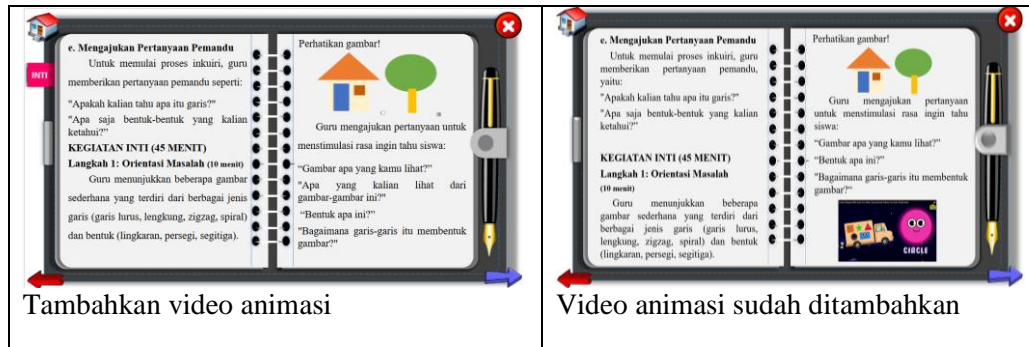 INTI
e. Mengajukan Pertanyaan Pemandu
Untuk memulai proses inkuiri, guru
memberikan pertanyaan pemandu seperti:
"Apakah kalian tahu apa itu garis?"
"Apa saja bentuk-bentuk yang kalian
ketahui?"
KEGIATAN INTI (45 MENIT)
Langkah 1: Orientasi Masalah (10 menit)
Guru menunjukkan beberapa gambar
sederhana yang terdiri dari berbagai jenis
garis (garis lurus, lengkung, zigzag, spiral)
dan bentuk (lingkaran, persegi, segitiga).
Perhatikan gambar!
Guru mengajukan pertanyaan untuk
menstimulasi rasa ingin tahu siswa:
“Gambar apa yang kamu lihat?”
"Apa yang kalian lihat dari
gambar-gambar ini?"
“Bentuk apa ini?”
"Bagaimana garis-garis itu membentuk
gambar?"
Tambahkan video animasi
e. Mengajukan Pertanyaan Pemandu
Untuk memulai proses inkuiri, guru
memberikan pertanyaan pemandu,
yaitu:
"Apakah kalian tahu apa itu garis?"
"Apa saja bentuk-bentuk yang kalian
ketahui?”
KEGIATAN INTI (45 MENIT)
Langkah 1: Orientasi Masalah
(10 menit)
Guru menunjukkan beberapa
gambar sederhana yang terdiri dari
berbagai jenis garis (garis lurus,
lengkung, zigzag, spiral) dan bentuk
(lingkaran, persegi, segitiga).
Perhatikan gambar!
Guru mengajukan pertanyaan
untuk menstimulasi rasa ingin tahu
siswa:
“Gambar apa yang kamu lihat?”
“Bentuk apa ini?”
"Bagaimana garis-garis itu membentuk
gambar?“
CIRCLE
Video animasi sudah ditambahkan